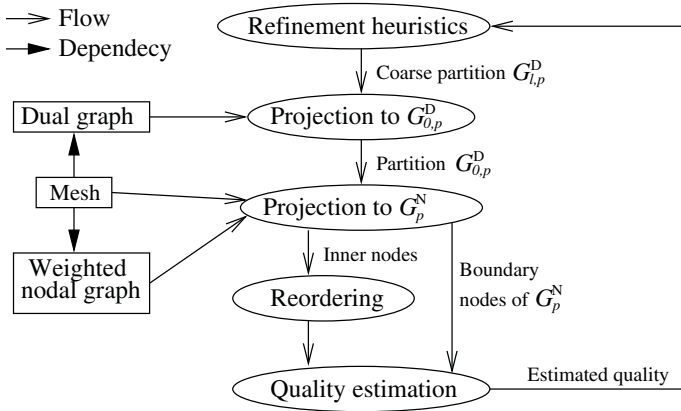 Flow
Dependecy
Refinement heuristics
Coarse partition G^D_{l,p}
Dual graph
Projection to G^D_{0,p}
Partition G^D_{0,p}
Mesh
Projection to G^N_p
Inner nodes
Weighted
nodal graph
Reordering
Boundary
nodes of G^N_p
Quality estimation
Estimated quality